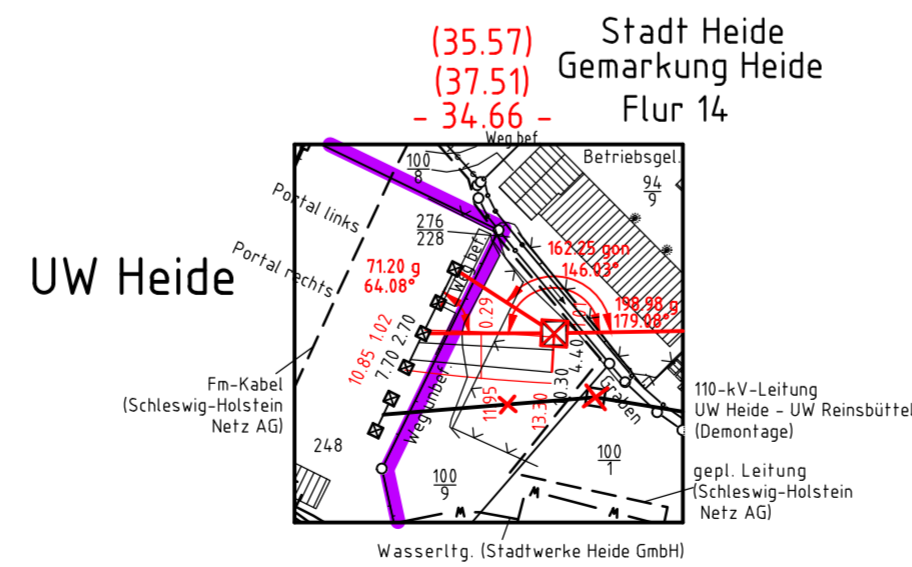 (35.57)
(37.51)
- 34.66 -
Stadt Heide
Gemarkung Heide
Flur 14
UW Heide
Weg bef.
Betriebsgel.
100
8
94
9
Portal links
Portal rechts
276
228
Weg bef.
71.20 g
64.08°
162.25 gon
146.03°
198.98 g
179.08°
0.29
10.85 1.02
7.70 2.70
4.40
0.30
11.95
13.30
Graben
Weg unbef.
Fm-Kabel
(Schleswig-Holstein
Netz AG)
248
100
9
100
1
110-kV-Leitung
UW Heide - UW Reinsbüttel
(Demontage)
gepl. Leitung
(Schleswig-Holstein
Netz AG)
Wasserltg. (Stadtwerke Heide GmbH)